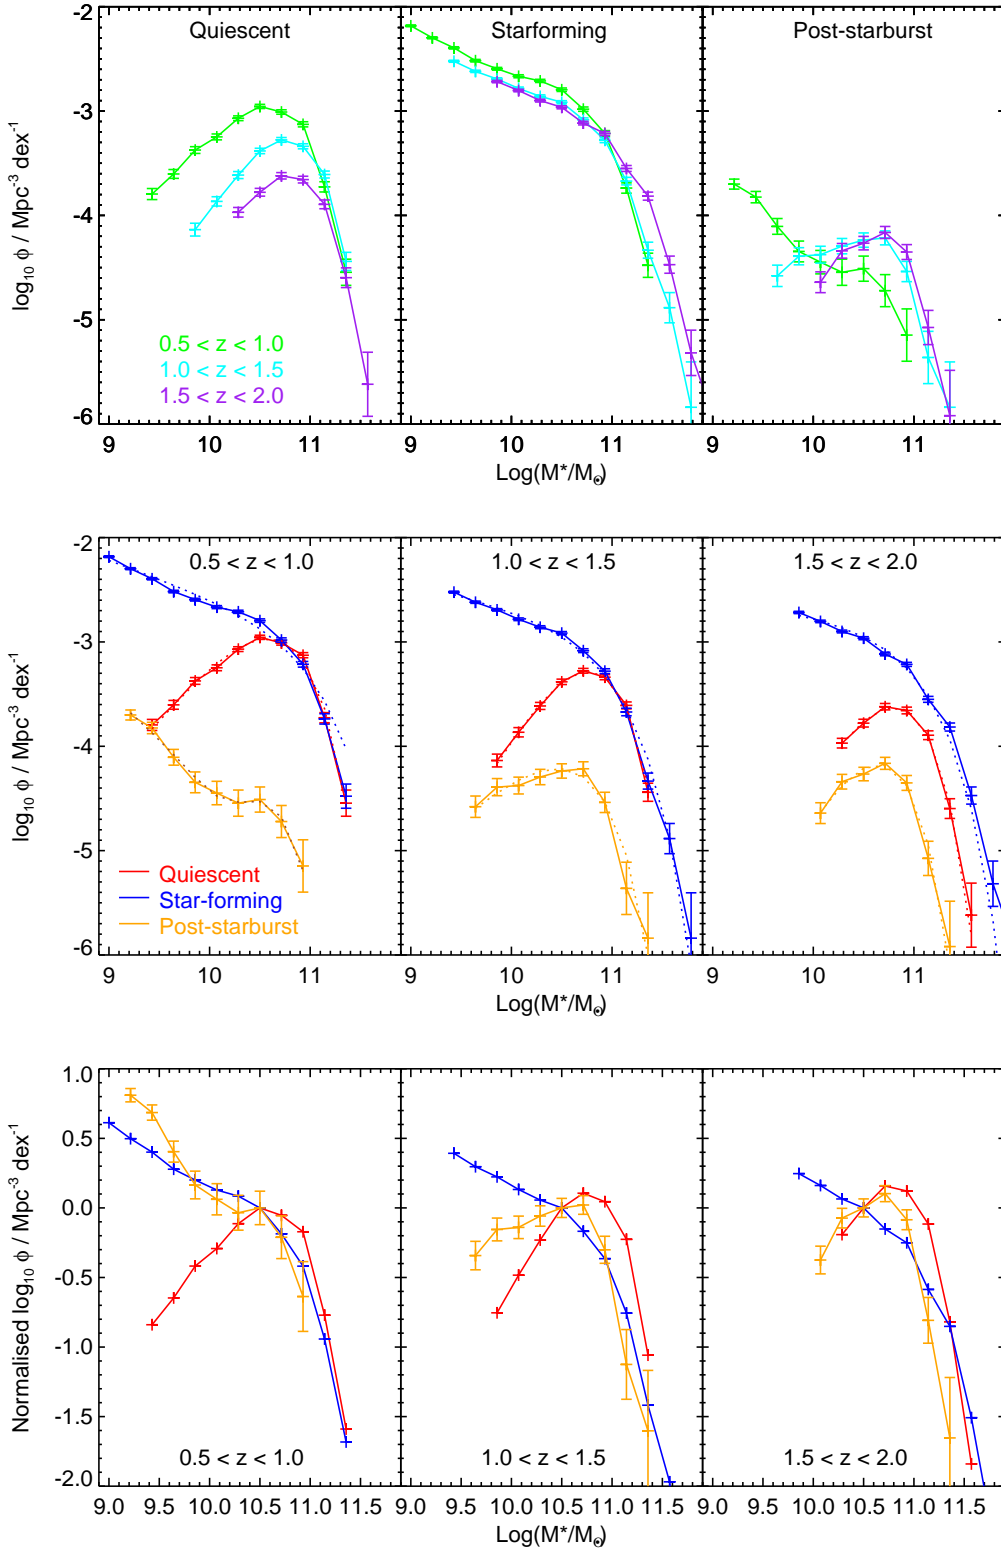 Quiescent Starforming Post-starburst
-2
-3
-4
-5
-6
log₁₀ ϕ / Mpc⁻³ dex⁻¹
0.5 < z < 1.0
1.0 < z < 1.5
1.5 < z < 2.0
9 10 11 9 10 11 9 10 11
Log(M*/M☉)
0.5 < z < 1.0 1.0 < z < 1.5 1.5 < z < 2.0
-2
-3
-4
-5
-6
log₁₀ ϕ / Mpc⁻³ dex⁻¹
Quiescent
Star-forming
Post-starburst
9 10 11 9 10 11 9 10 11
Log(M*/M☉)
1.0
0.5
0.0
-0.5
-1.0
-1.5
-2.0
Normalised log₁₀ ϕ / Mpc⁻³ dex⁻¹
0.5 < z < 1.0 1.0 < z < 1.5 1.5 < z < 2.0
9.0 9.5 10.0 10.5 11.0 11.5 9.0 9.5 10.0 10.5 11.0 11.5 9.0 9.5 10.0 10.5 11.0 11.5
Log(M*/M☉)